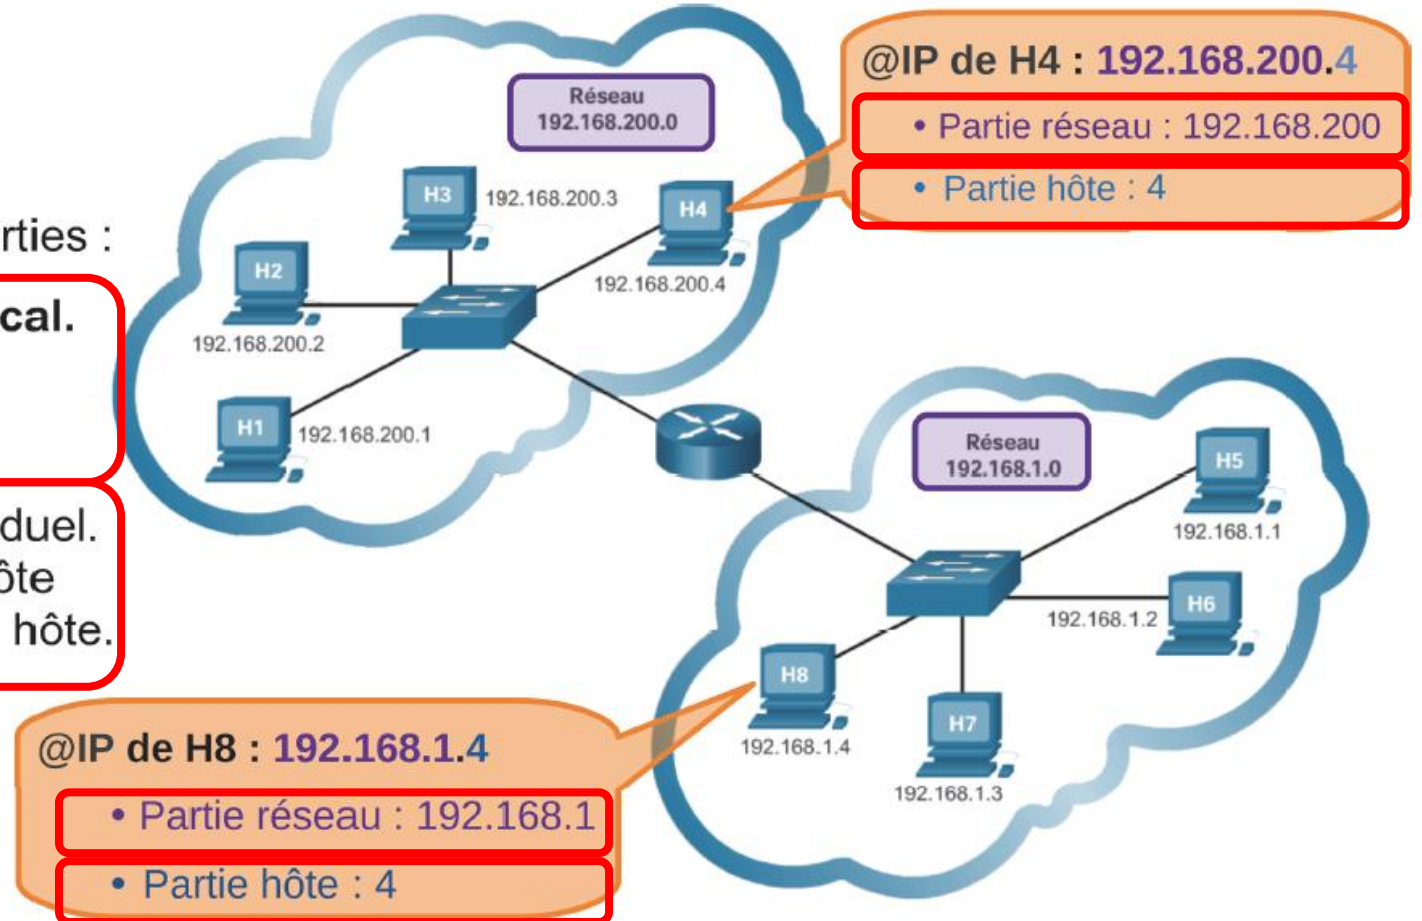 @IP de H4 : 192.168.200.4
• Partie réseau : 192.168.200
• Partie hôte : 4
Réseau
192.168.200.0
H3
192.168.200.3
H4
192.168.200.4
H2
192.168.200.2
H1
192.168.200.1
rties :
cal.
duel.
ôte
hôte.
Réseau
192.168.1.0
H5
192.168.1.1
H6
192.168.1.2
H8
192.168.1.4
H7
192.168.1.3
@IP de H8 : 192.168.1.4
• Partie réseau : 192.168.1
• Partie hôte : 4